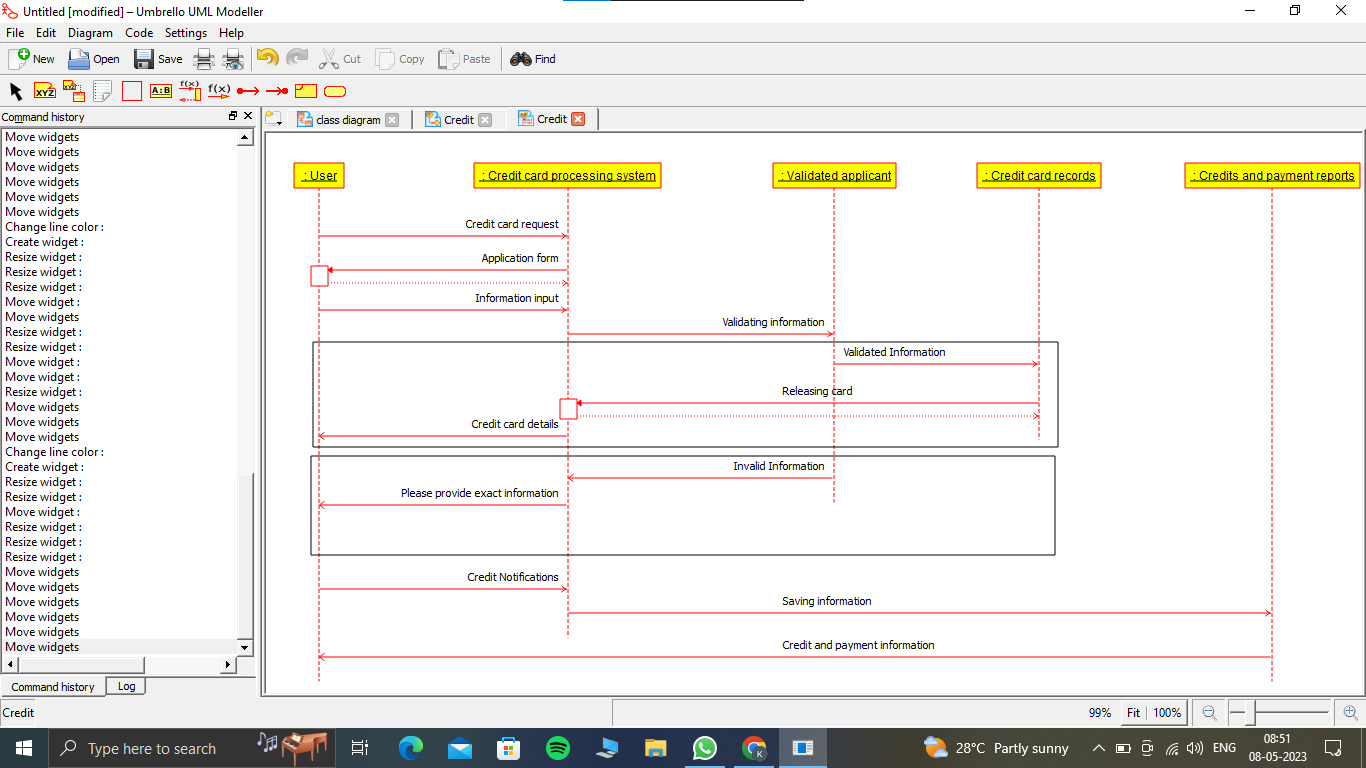 Untitled [modified] – Umbrello UML Modeller
File Edit Diagram Code Settings Help
New Open Save Cut Copy Paste Find
XYZ XYZ A:B f(x) f(x)
Command history
class diagram Credit Credit
Move widgets
Move widgets
Move widgets
Move widgets
Move widgets
Move widgets
Change line color :
Create widget :
Resize widget :
Resize widget :
Resize widget :
Move widget :
Move widgets
Resize widget :
Resize widget :
Move widget :
Move widget :
Resize widget :
Move widgets
Move widgets
Move widgets
Change line color :
Create widget :
Resize widget :
Resize widget :
Move widget :
Resize widget :
Resize widget :
Resize widget :
Move widgets
Move widgets
Move widgets
Move widgets
Move widgets
Move widgets
Command history Log
: User : Credit card processing system : Validated applicant : Credit card records : Credits and payment reports
Credit card request
Application form
Information input
Validating information
Validated Information
Releasing card
Credit card details
Invalid Information
Please provide exact information
Credit Notifications
Saving information
Credit and payment information
Credit 99% Fit 100%
Type here to search 28°C Partly sunny ENG 08:51
08-05-2023